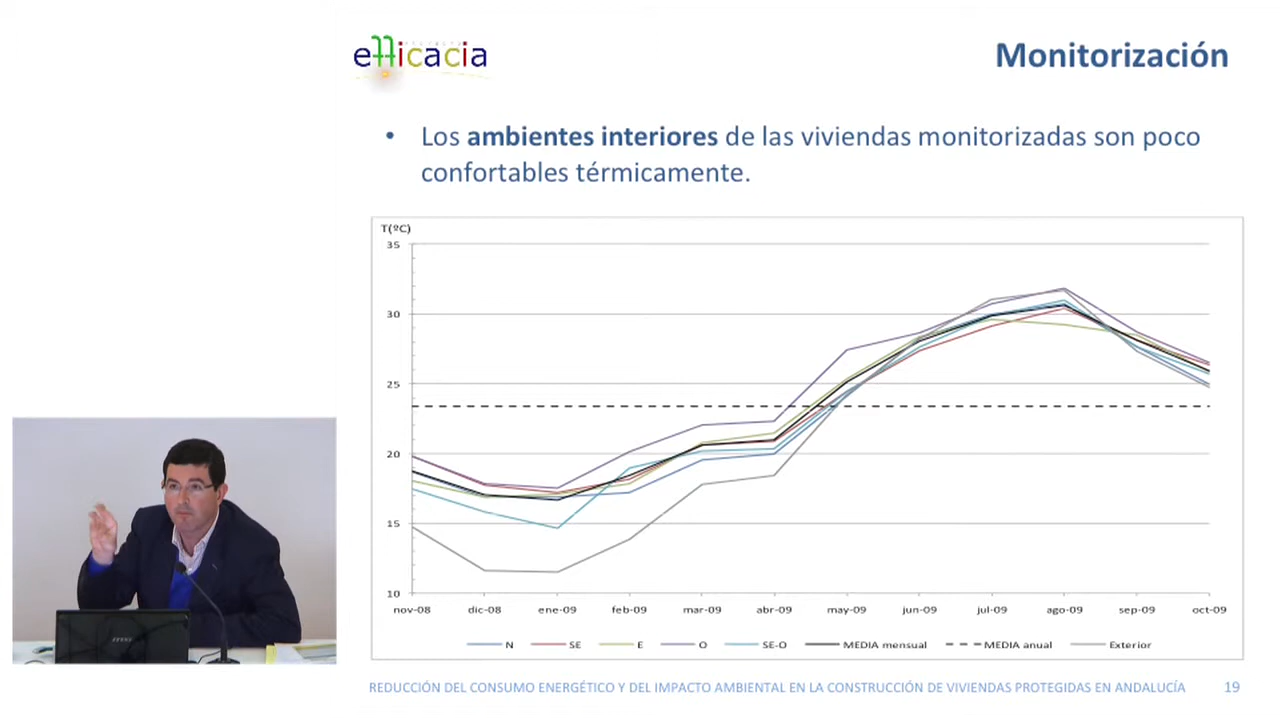 efficacia
Monitorización
• Los ambientes interiores de las viviendas monitorizadas son poco
confortables térmicamente.
T(ºC)
35
30
25
20
15
10
nov-08 dic-08 ene-09 feb-09 mar-09 abr-09 may-09 jun-09 jul-09 ago-09 sep-09 oct-09
N SE E O SE-O MEDIA mensual MEDIA anual Exterior
msi
REDUCCIÓN DEL CONSUMO ENERGÉTICO Y DEL IMPACTO AMBIENTAL EN LA CONSTRUCCIÓN DE VIVIENDAS PROTEGIDAS EN ANDALUCÍA 19